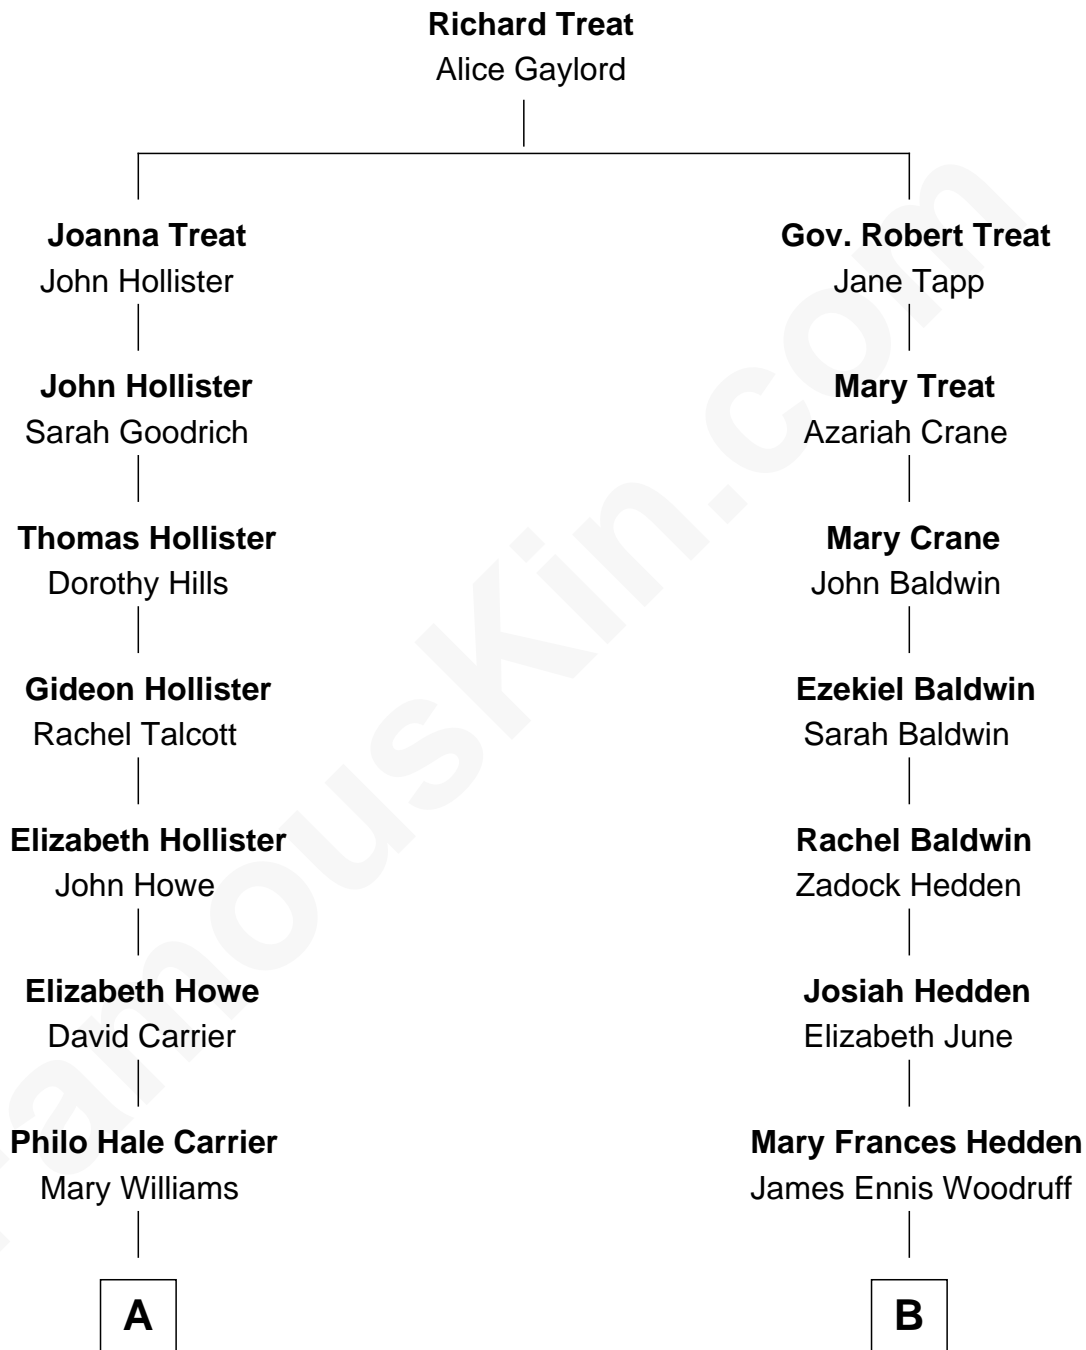 Richard Treat
Alice Gaylord
Joanna Treat
John Hollister
Gov. Robert Treat
Jane Tapp
John Hollister
Sarah Goodrich
Mary Treat
Azariah Crane
Thomas Hollister
Dorothy Hills
Mary Crane
John Baldwin
Gideon Hollister
Rachel Talcott
Ezekiel Baldwin
Sarah Baldwin
Elizabeth Hollister
John Howe
Rachel Baldwin
Zadock Hedden
Elizabeth Howe
David Carrier
Josiah Hedden
Elizabeth June
Philo Hale Carrier
Mary Williams
Mary Frances Hedden
James Ennis Woodruff
A
B
FamousKin.com